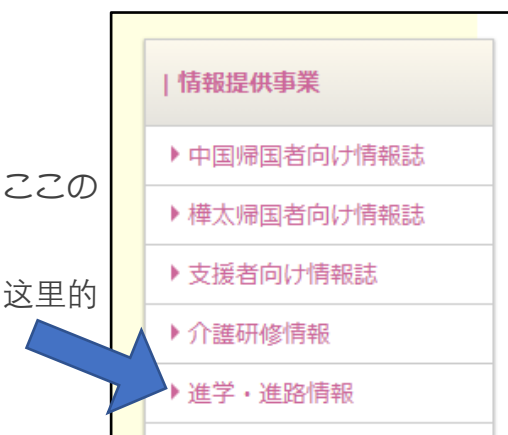 | 情報提供事業
中国帰国者向け情報誌
ここの
樺太帰国者向け情報誌
支援者向け情報誌
这里的
介護研修情報
進学・進路情報